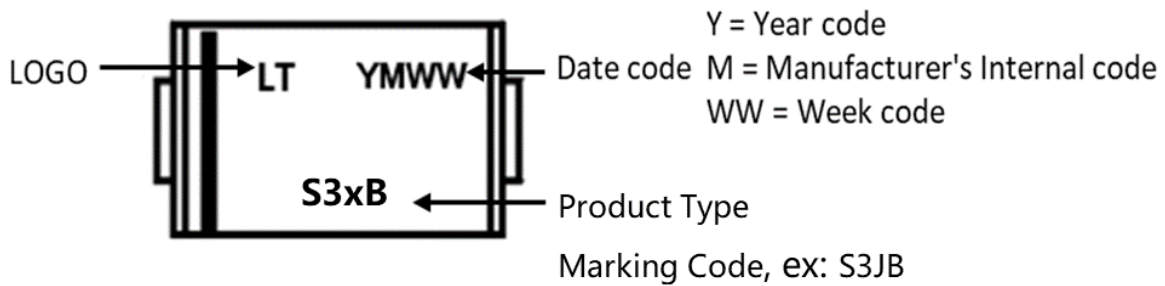 Y = Year code
LOGO LT YMWW Date code M = Manufacturer's Internal code
WW = Week code
S3xB
Product Type
Marking Code, ex: S3JB